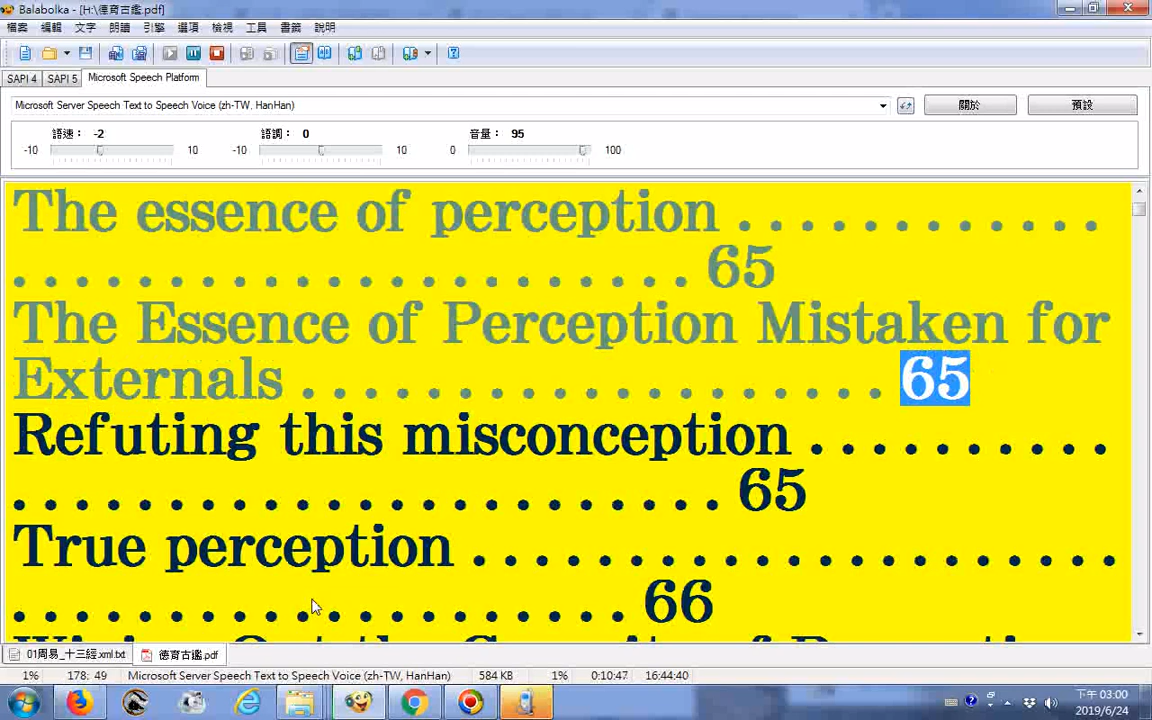 Balabolka - [H:\德育古鑑.pdf]
檔案 編輯 文字 朗讀 引擎 選項 檢視 工具 書籤 說明
SAPI 4 SAPI 5 Microsoft Speech Platform
Microsoft Server Speech Text to Speech Voice (zh-TW, HanHan) 關於 預設
語速： -2 語調： 0 音量： 95
-10 10 -10 10 0 100
The essence of perception . . . . . . . . . . . .
. . . . . . . . . . . . . . . . . . . . . . 65
The Essence of Perception Mistaken for
Externals . . . . . . . . . . . . . . . . . . . 65
Refuting this misconception . . . . . . . . . .
. . . . . . . . . . . . . . . . . . . . . . . 65
True perception . . . . . . . . . . . . . . . . . . . . .
. . . . . . . . . . . . . . . . . . . . 66
01周易_十三經.xml.txt 德育古鑑.pdf
1% 178: 49 Microsoft Server Speech Text to Speech Voice (zh-TW, HanHan) 584 KB 1% 0:10:47 16:44:40
下午 03:00
2019/6/24